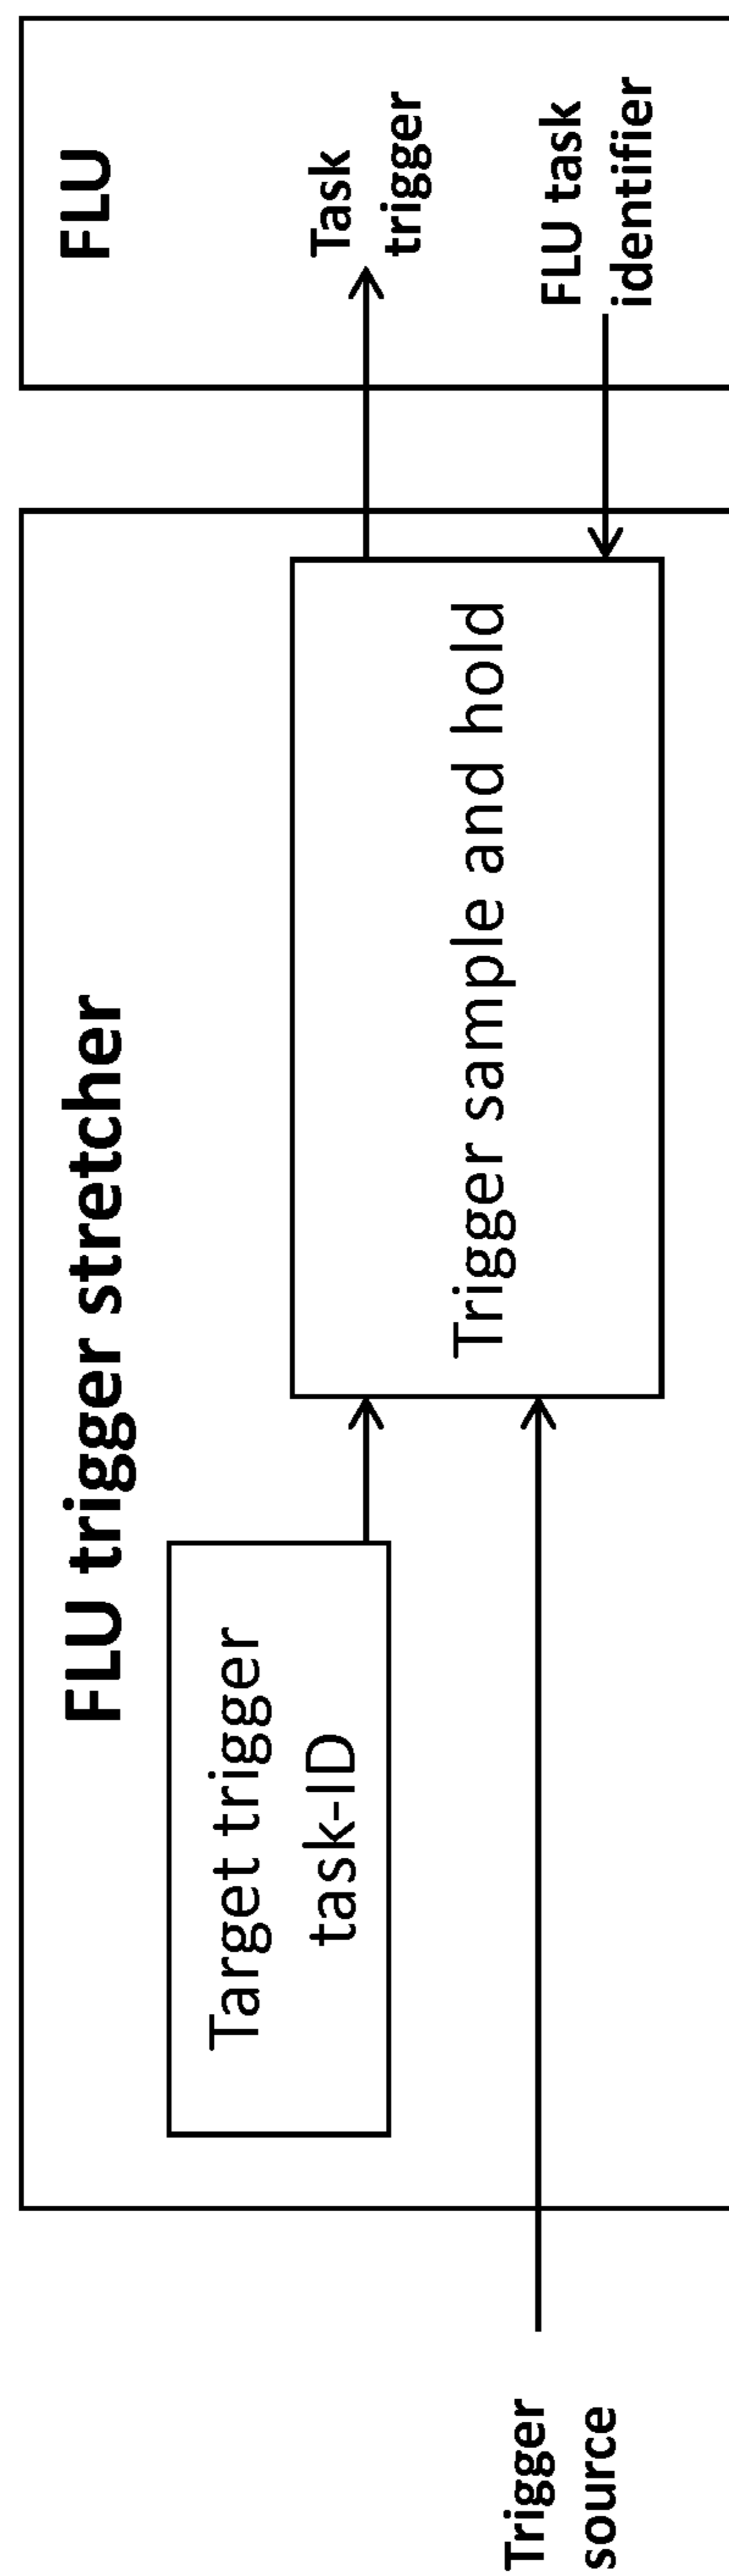 FLU trigger stretcher
Target trigger
task-ID
Trigger sample and hold
Trigger
source
FLU
Task
trigger
FLU task
identifier